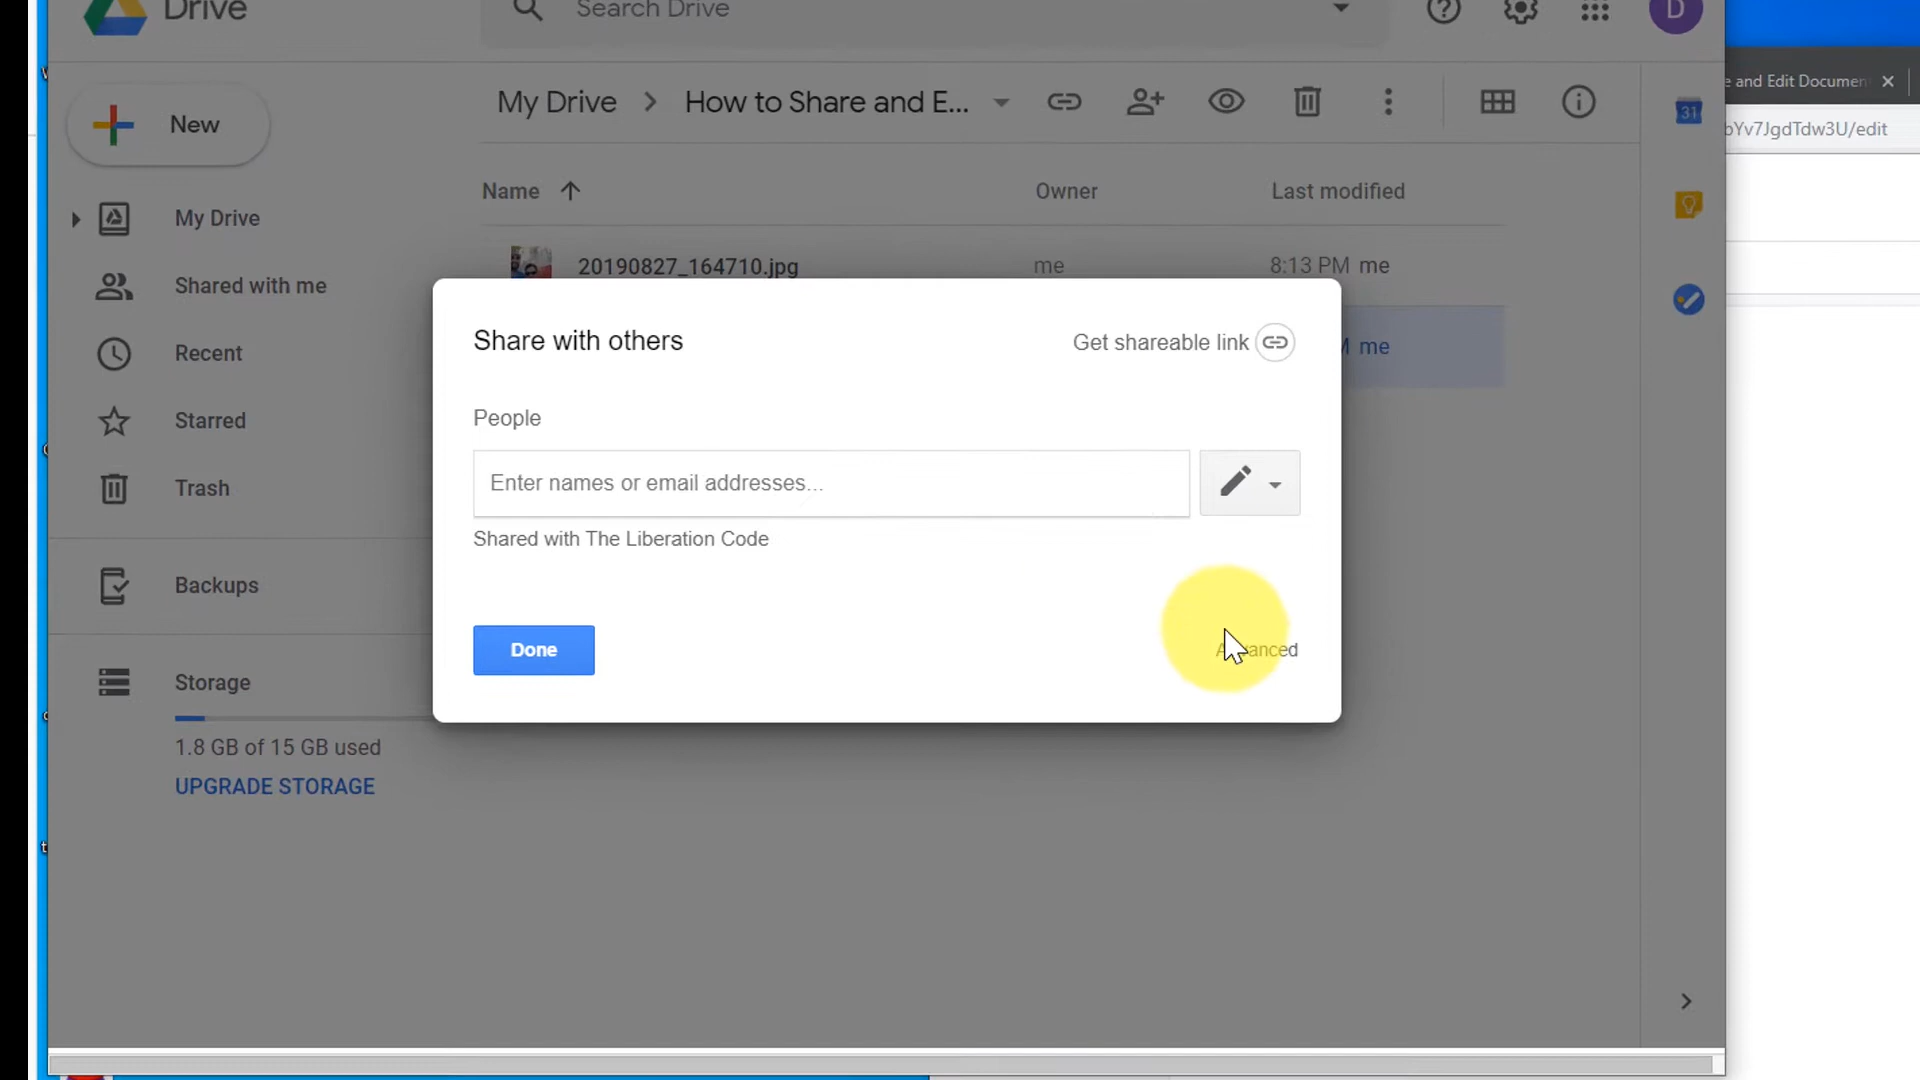 Drive
Search Drive
D
New
My Drive
How to Share and E...
e and Edit Documen
bYv7JgdTdw3U/edit
31
Name
Owner
Last modified
My Drive
Shared with me
Recent
Starred
Trash
Backups
Storage
1.8 GB of 15 GB used
UPGRADE STORAGE
20190827_164710.jpg
me
8:13 PM me
M me
Share with others
Get shareable link
People
Enter names or email addresses...
Shared with The Liberation Code
Done
Advanced